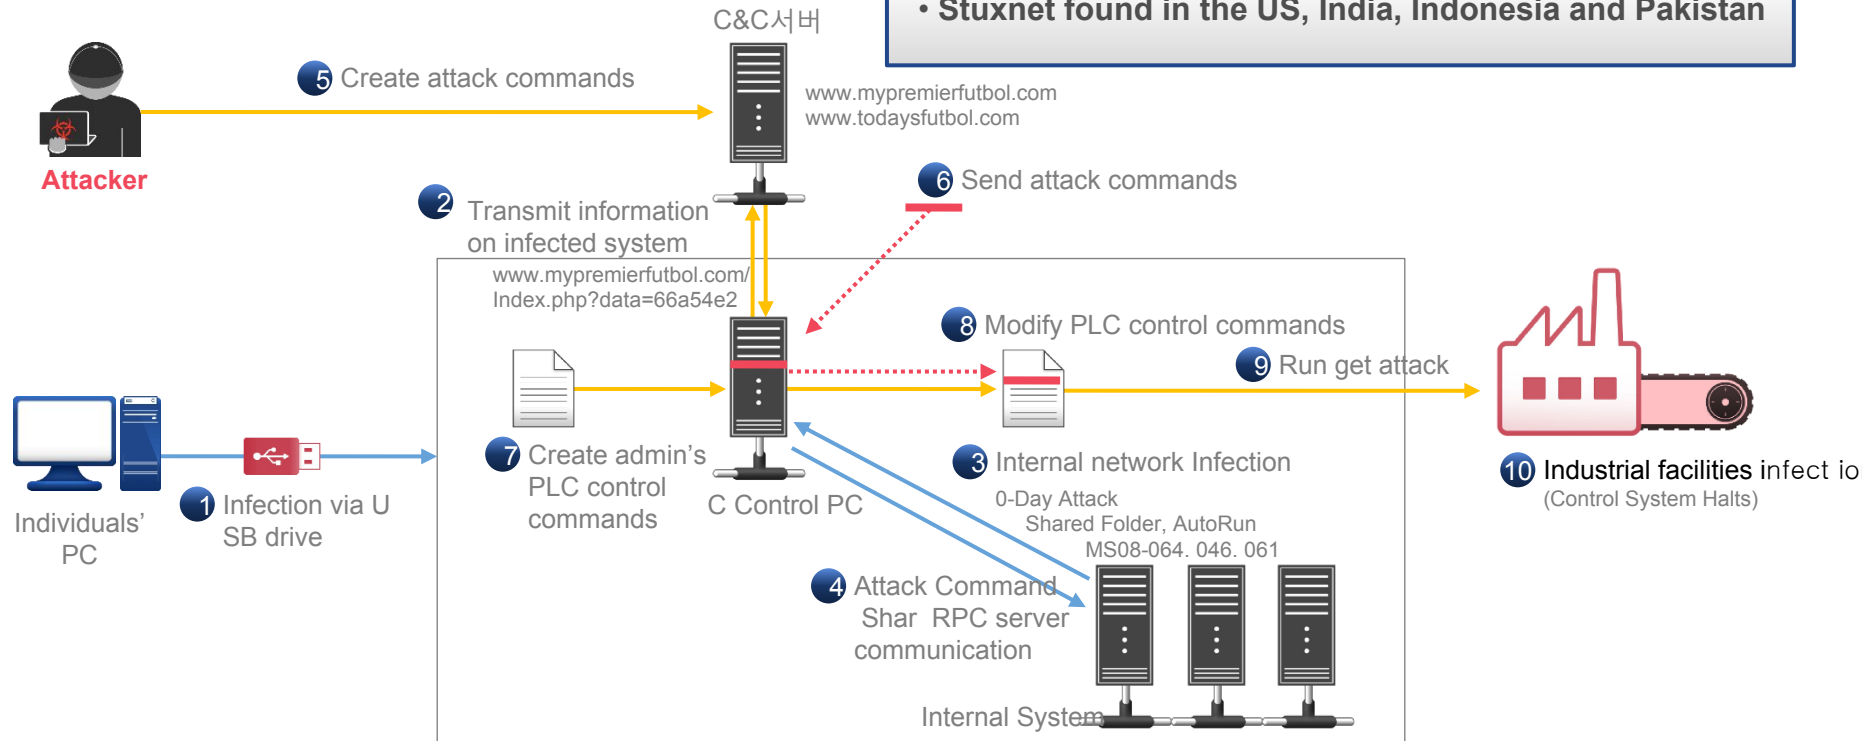 C&C서버
• Stuxnet found in the US, India, Indonesia and Pakistan
5 Create attack commands
www.mypremierfutbol.com
www.todaysfutbol.com
Attacker
6 Send attack commands
2 Transmit information
on infected system
www.mypremierfutbol.com/
Index.php?data=66a54e2
8 Modify PLC control commands
9 Run get attack
7 Create admin's
PLC control
commands
C Control PC
3 Internal network Infection
0-Day Attack
Shared Folder, AutoRun
MS08-064. 046. 061
10 Industrial facilities infect io
(Control System Halts)
1 Infection via U
SB drive
Individuals'
PC
4 Attack Command
Shar RPC server
communication
Internal System